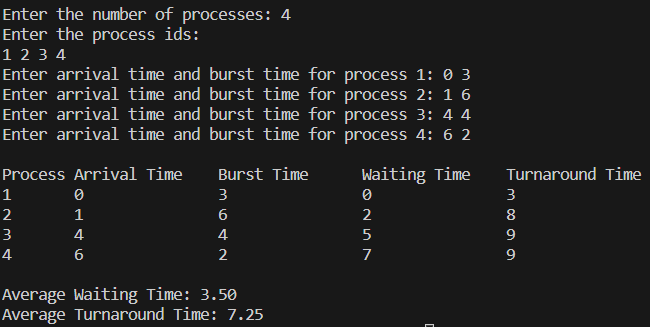 Enter the number of processes: 4
Enter the process ids:
1 2 3 4
Enter arrival time and burst time for process 1: 0 3
Enter arrival time and burst time for process 2: 1 6
Enter arrival time and burst time for process 3: 4 4
Enter arrival time and burst time for process 4: 6 2
Process Arrival Time Burst Time Waiting Time Turnaround Time
1 0 3 0 3
2 1 6 2 8
3 4 4 5 9
4 6 2 7 9
Average Waiting Time: 3.50
Average Turnaround Time: 7.25